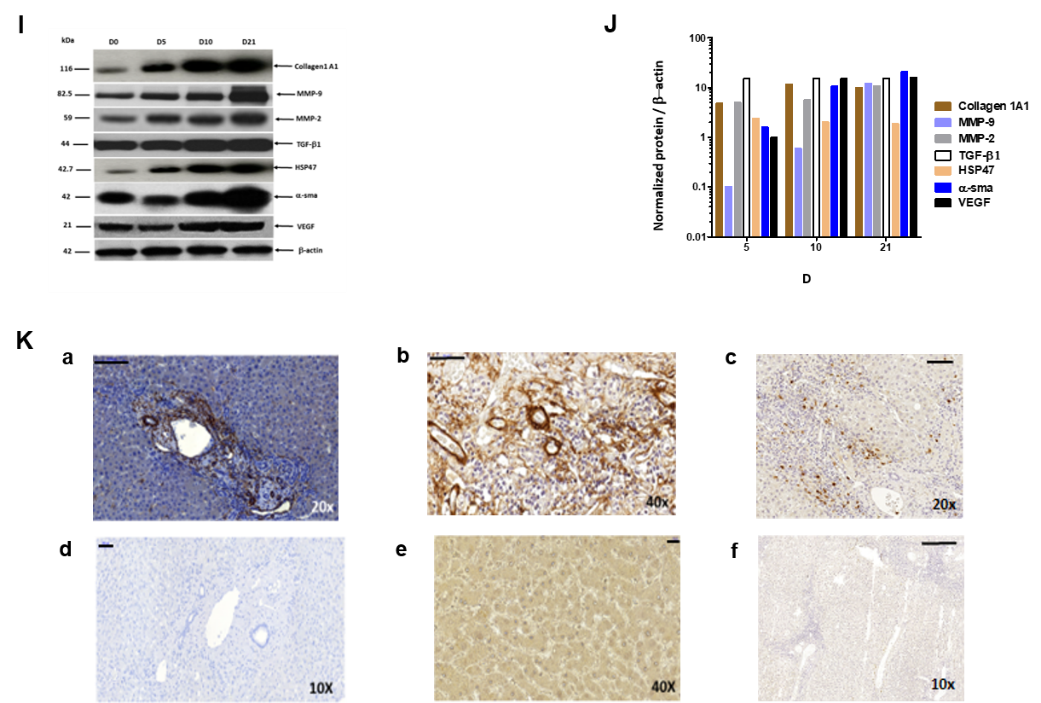 I
kDa D0 D5 D10 D21
116 Collagen1 A1
82.5 MMP-9
59 MMP-2
44 TGF-β1
42.7 HSP47
42 α-sma
21 VEGF
42 β-actin
J
Normalized protein / β-actin
100
10
1
0.1
0.01
5 10 21
D
Collagen 1A1
MMP-9
MMP-2
TGF-β1
HSP47
α-sma
VEGF
K
a b c
20x 40x 20x
d e f
10X 40X 10x